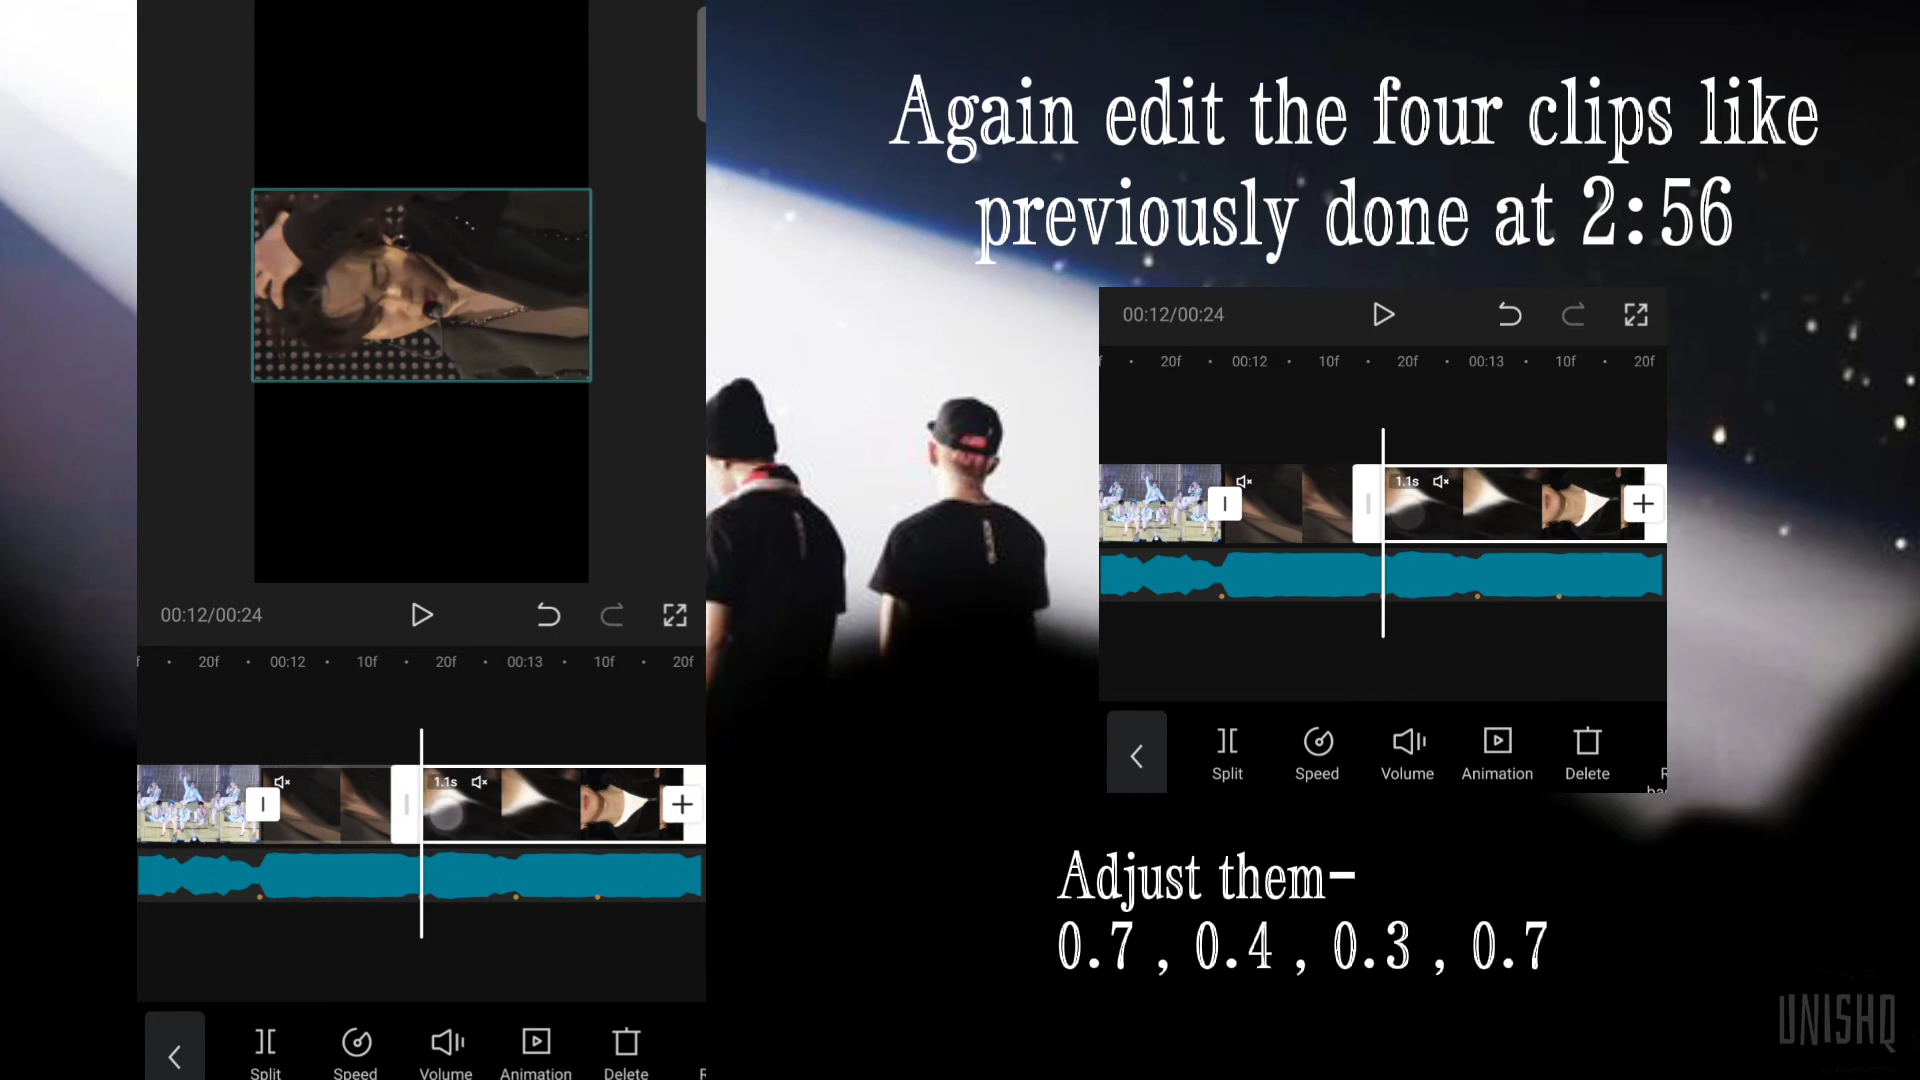 Again edit the four clips like
previously done at 2:56
00:12/00:24
20f 00:12 10f 20f 00:13 10f 20f
1.1s
Split Speed Volume Animation Delete
00:12/00:24
20f 00:12 10f 20f 00:13 10f 20f
1.1s
Split Speed Volume Animation Delete
Adjust them-
0.7 , 0.4 , 0.3 , 0.7
UNISHQ